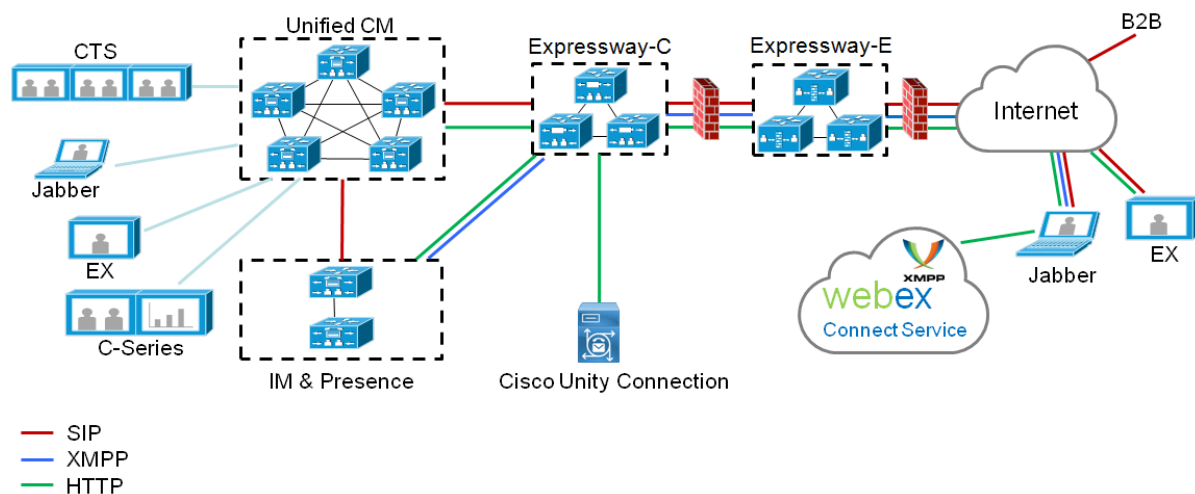 Unified CM
CTS
Expressway-C
Expressway-E
B2B
Internet
Jabber
EX
C-Series
IM & Presence
Cisco Unity Connection
XMPP
webex
Connect Service
Jabber
EX
SIP
XMPP
HTTP